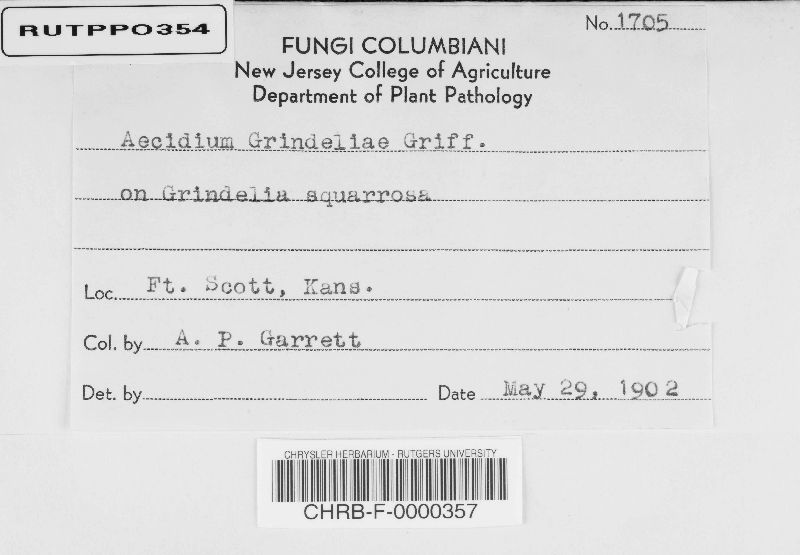 RUTPPO354
No. 1705
FUNGI COLUMBIANI
New Jersey College of Agriculture
Department of Plant Pathology
Aecidium Grindeliae Griff.
on Grindelia squarrosa
Loc. Ft. Scott, Kans.
Col. by A. P. Garrett
Det. by Date May 29, 1902
CHRYSLER HERBARIUM - RUTGERS UNIVERSITY
CHRB-F-0000357